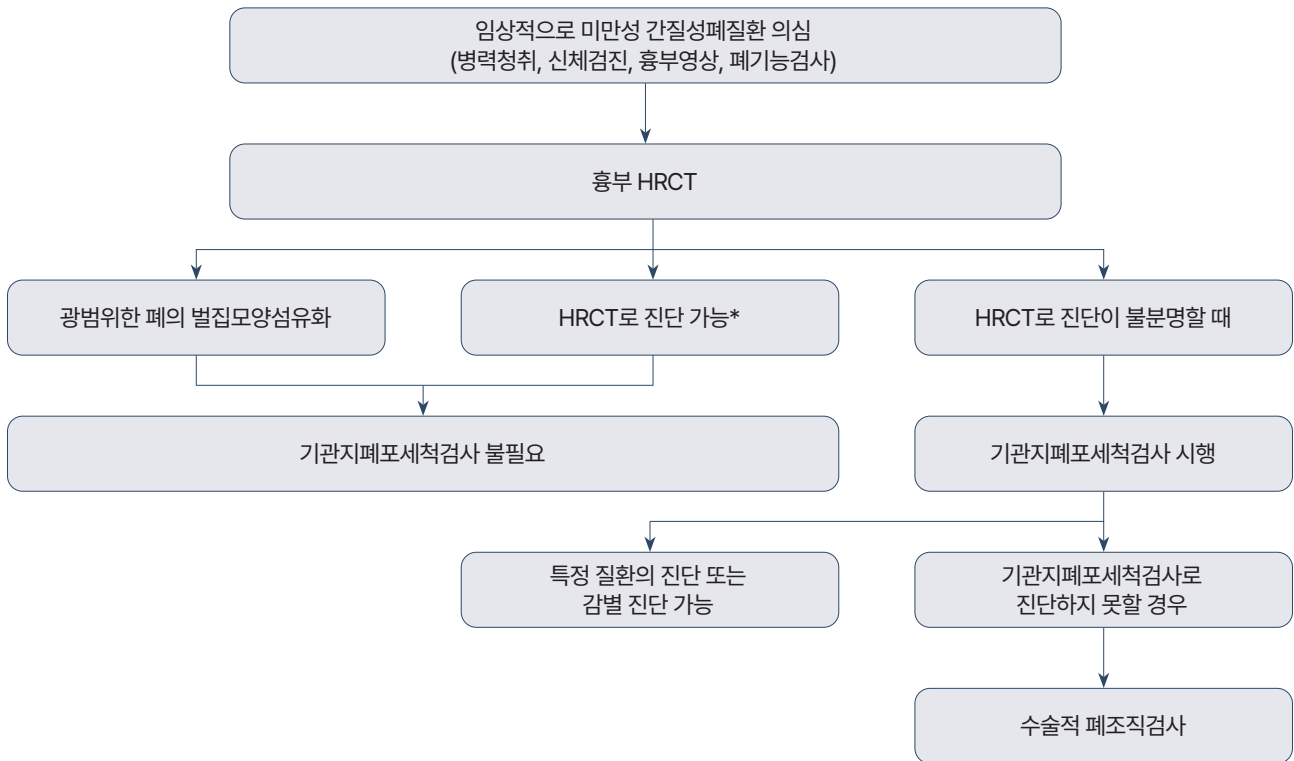 임상적으로 미만성 간질성폐질환 의심
(병력청취, 신체검진, 흉부영상, 폐기능검사)
흉부 HRCT
광범위한 폐의 벌집모양섬유화
HRCT로 진단 가능*
HRCT로 진단이 불분명할 때
기관지폐포세척검사 불필요
기관지폐포세척검사 시행
특정 질환의 진단 또는
감별 진단 가능
기관지폐포세척검사로
진단하지 못할 경우
수술적 폐조직검사